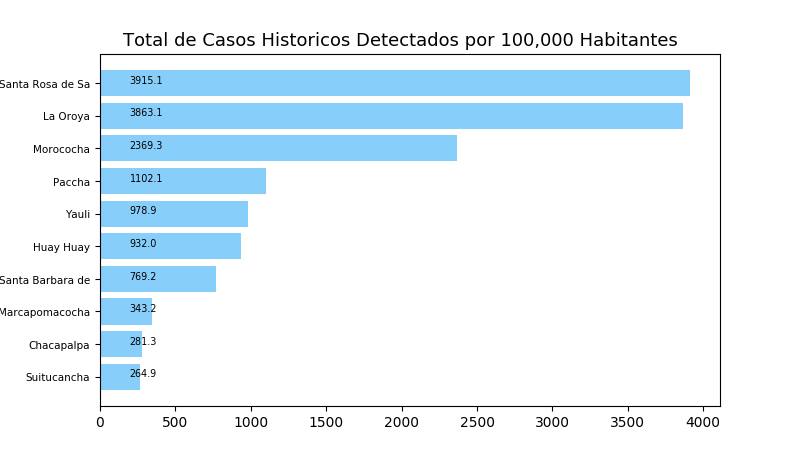 Total de Casos Historicos Detectados por 100,000 Habitantes
Santa Rosa de Sa 3915.1
La Oroya 3863.1
Morococha 2369.3
Paccha 1102.1
Yauli 978.9
Huay Huay 932.0
Santa Barbara de 769.2
Marcapomacocha 343.2
Chacapalpa 281.3
Suitucancha 264.9
0 500 1000 1500 2000 2500 3000 3500 4000